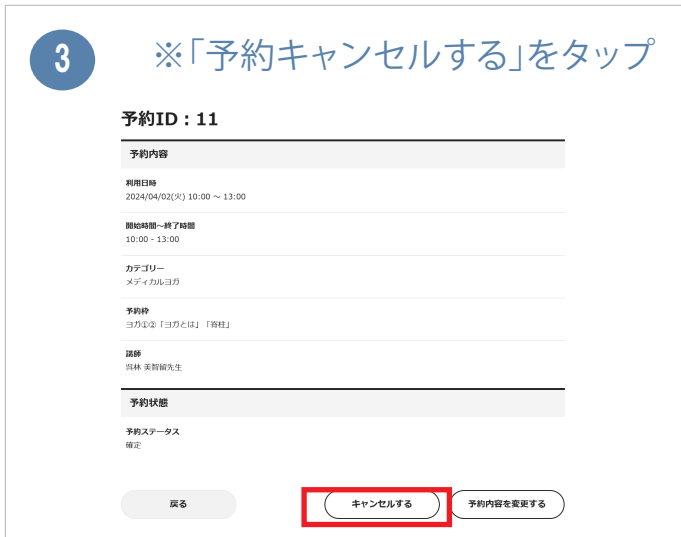 3
※「予約キャンセルする」をタップ
予約ID：11
予約内容
利用日時
2024/04/02(火) 10:00 ～ 13:00
開始時間～終了時間
10:00 - 13:00
カテゴリー
メディカルヨガ
予約枠
ヨガ①②「ヨガとは」「脊柱」
講師
呉林 美智留先生
予約状態
予約ステータス
確定
戻る
キャンセルする
予約内容を変更する